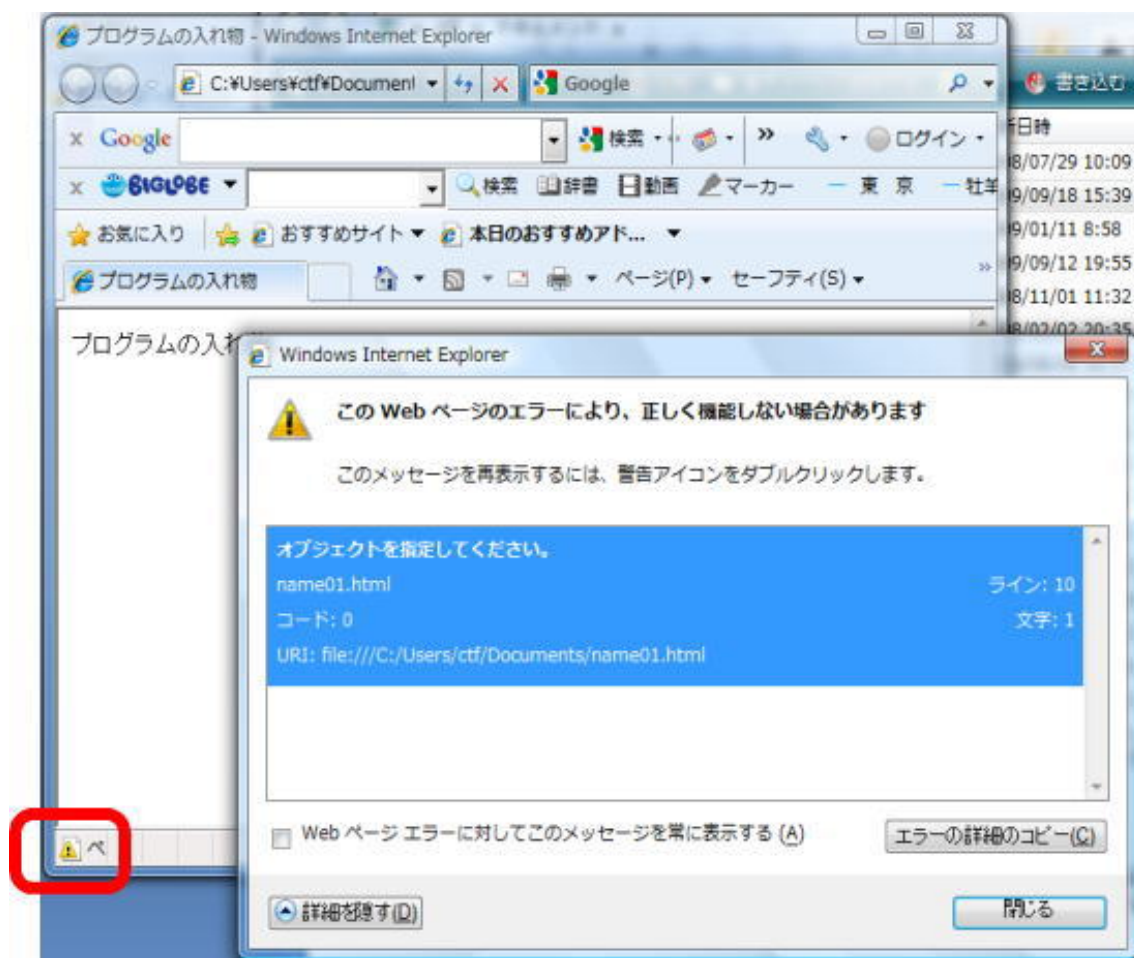 プログラムの入れ物 - Windows Internet Explorer
C:¥Users¥ctf¥Document
Google
書き込む
x Google
検索
»
ログイン
x BIGLOBE
検索
辞書
動画
マーカー
東 京
牡羊
日時
8/07/29 10:09
9/09/18 15:39
9/01/11 8:58
9/09/12 19:55
8/11/01 11:32
8/02/02 20:35
お気に入り
おすすめサイト
本日のおすすめアド...
プログラムの入れ物
ページ(P)
セーフティ(S)
»
プログラムの入れ
Windows Internet Explorer
この Web ページのエラーにより、正しく機能しない場合があります
このメッセージを再表示するには、警告アイコンをダブルクリックします。
オブジェクトを指定してください。
name01.html
ライン: 10
コード: 0
文字: 1
URI: file:///C:/Users/ctf/Documents/name01.html
Web ページ エラーに対してこのメッセージを常に表示する (A)
エラーの詳細のコピー(C)
ペ
詳細を隠す(D)
閉じる